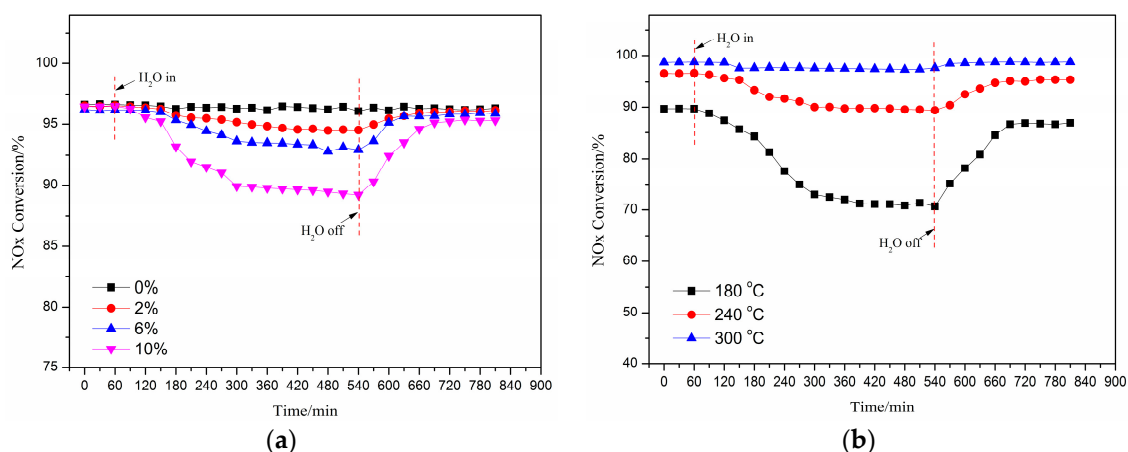 H₂O in
100
95
90
85
80
75
NOx Conversion/%
H₂O off
0%
2%
6%
10%
0 60 120 180 240 300 360 420 480 540 600 660 720 780 840 900
Time/min
(a)
H₂O in
100
90
80
70
60
50
40
NOx Conversion/%
H₂O off
180 °C
240 °C
300 °C
0 60 120 180 240 300 360 420 480 540 600 660 720 780 840 900
Time/min
(b)